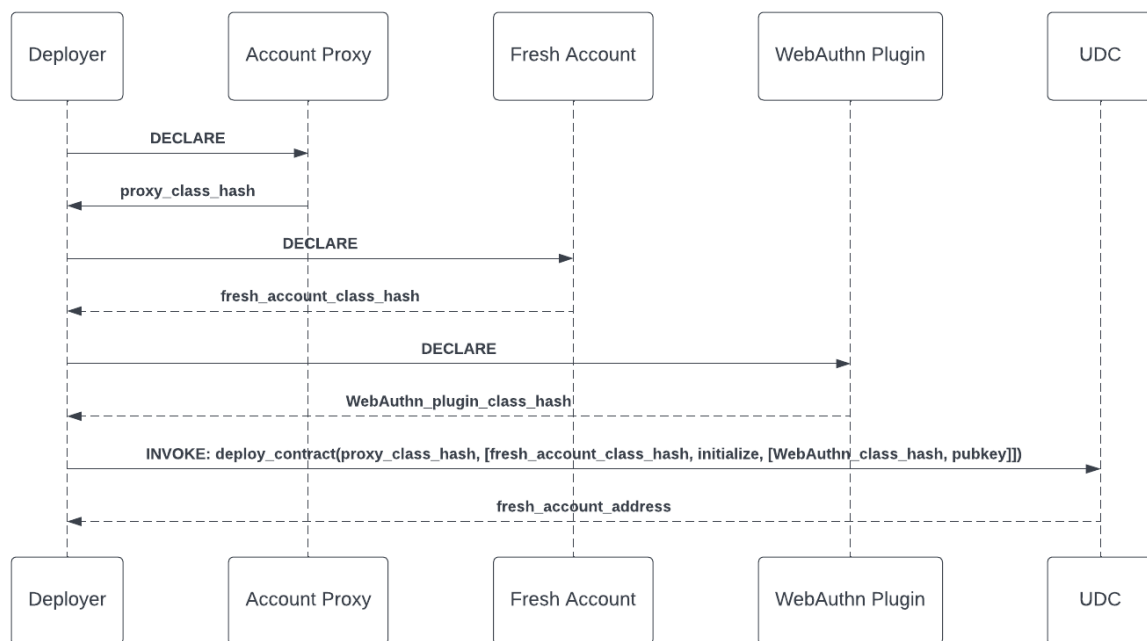 Deployer
Account Proxy
Fresh Account
WebAuthn Plugin
UDC
DECLARE
proxy_class_hash
DECLARE
fresh_account_class_hash
DECLARE
WebAuthn_plugin_class_hash
INVOKE: deploy_contract(proxy_class_hash, [fresh_account_class_hash, initialize, [WebAuthn_class_hash, pubkey]])
fresh_account_address
Deployer
Account Proxy
Fresh Account
WebAuthn Plugin
UDC